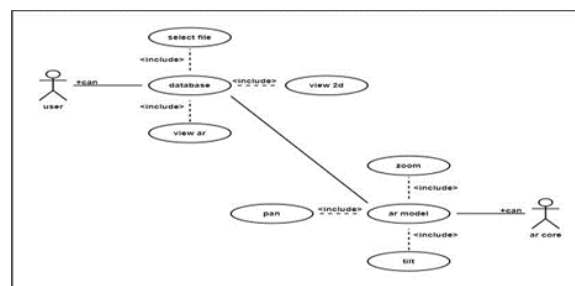 select file
<include>
+can
database
<include>
view 2d
user
<include>
view ar
zoom
<include>
pan
<include>
ar model
+can
ar core
<include>
tilt